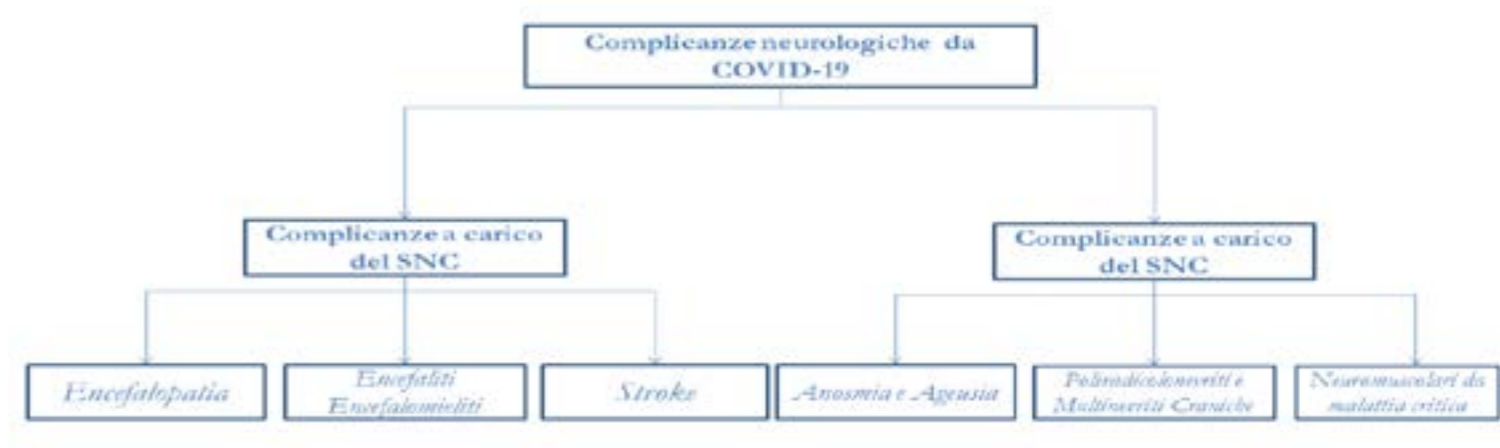 Complicanze neurologiche da
COVID-19
Complicanze a carico
del SNC
Complicanze a carico
del SNC
Encefalopatia
Encefaliti
Encefalomieliti
Stroke
Anosmia e Ageusia
Poliradicoloneuriti e
Multineuriti Craniche
Neuromuscolari da
malattia critica